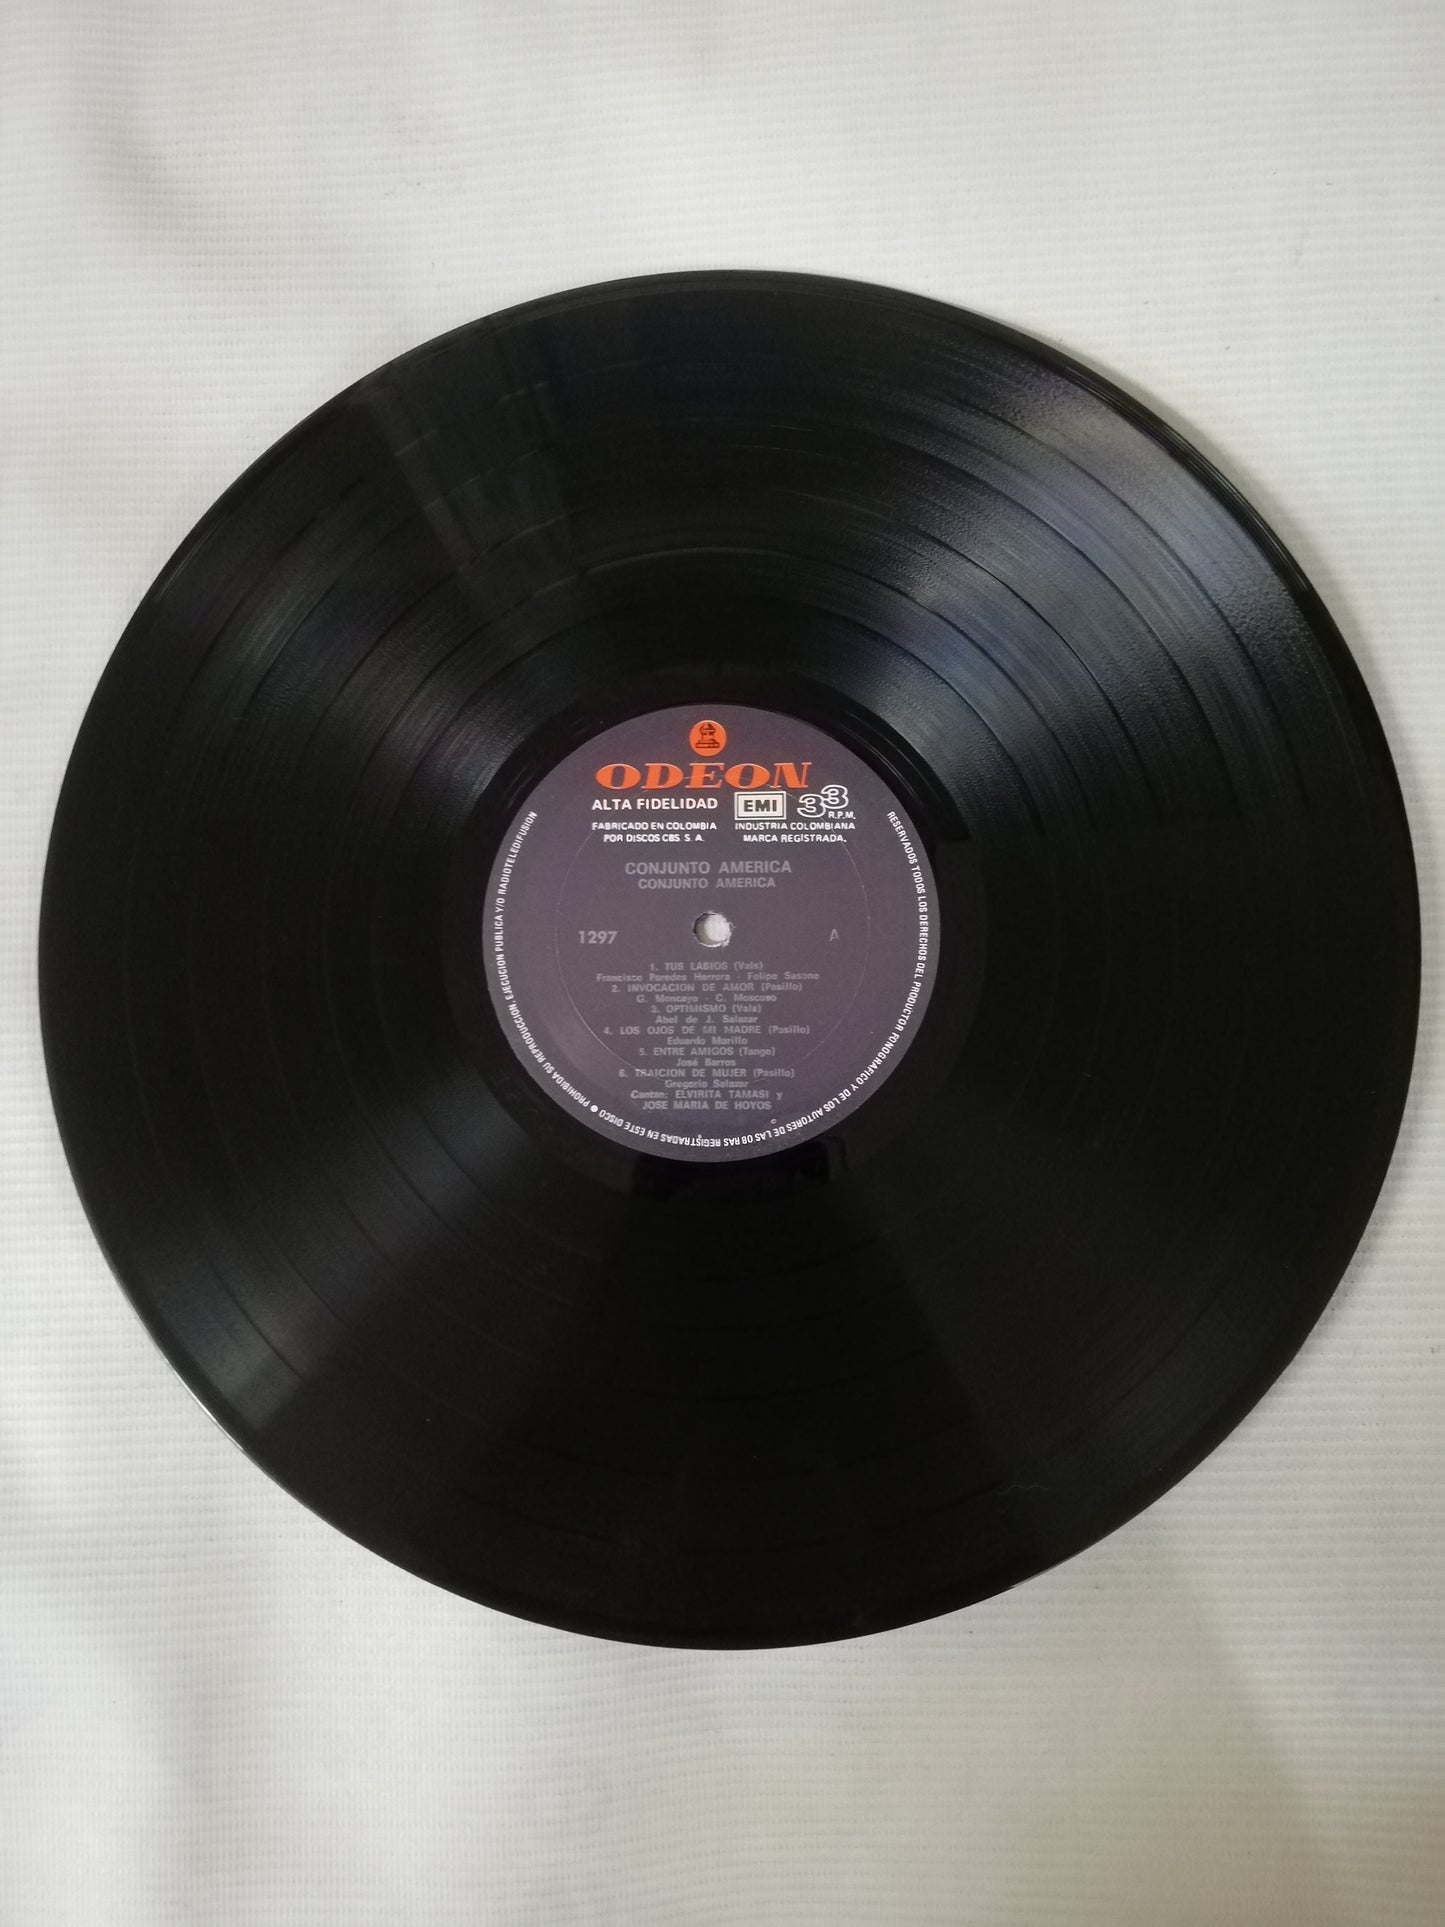 ODEON
ALTA FIDELIDAD EMI 33 R.P.M.
FABRICADO EN COLOMBIA INDUSTRIA COLOMBIANA
POR DISCOS CBS. S. A. MARCA REGISTRADA.
CONJUNTO AMERICA
CONJUNTO AMERICA
1297 A
1. TUS LABIOS (Vals)
Francisco Paredes Herrera - Felipe Sasone
2. INVOCACION DE AMOR (Pasillo)
G. Moncayo - C. Moscoso
3. OPTIMISMO (Vals)
Abel de J. Salazar
4. LOS OJOS DE MI MADRE (Pasillo)
Eduardo Murillo
5. ENTRE AMIGOS (Tango)
José Barros
6. TRAICION DE MUJER (Pasillo)
Gregorio Salazar
Cantan: ELVIRITA TAMASI y
JOSE MARIA DE HOYOS
RESERVADOS TODOS LOS DERECHOS DEL PRODUCTOR FONOGRAFICO Y DE LOS AUTORES DE LAS OB RAS REGISTRADAS EN ESTE DISCO ● PROHIBIDA SU REPRODUCCION, EJECUCION PUBLICA Y/O RADIOTELEDIFUSION